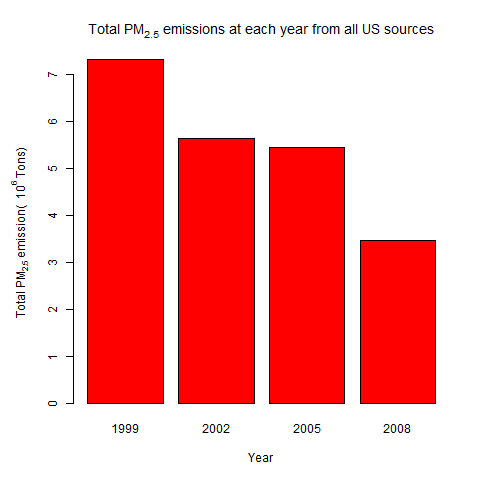 Total PM2.5 emissions at each year from all US sources
Total PM2.5 emission( 10^6 Tons)
7
6
5
4
3
2
1
0
1999 2002 2005 2008
Year